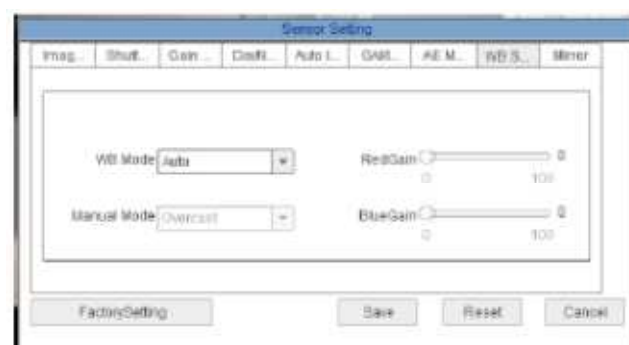 Sensor Setting
Imag... Shutt... Gain ... DayN... Auto I... GAM... AE M... WB S... Mirror
WB Mode Auto RedGain 0
0 100
Manual Mode Overcast BlueGain 0
0 100
FactorySetting Save Reset Cancel